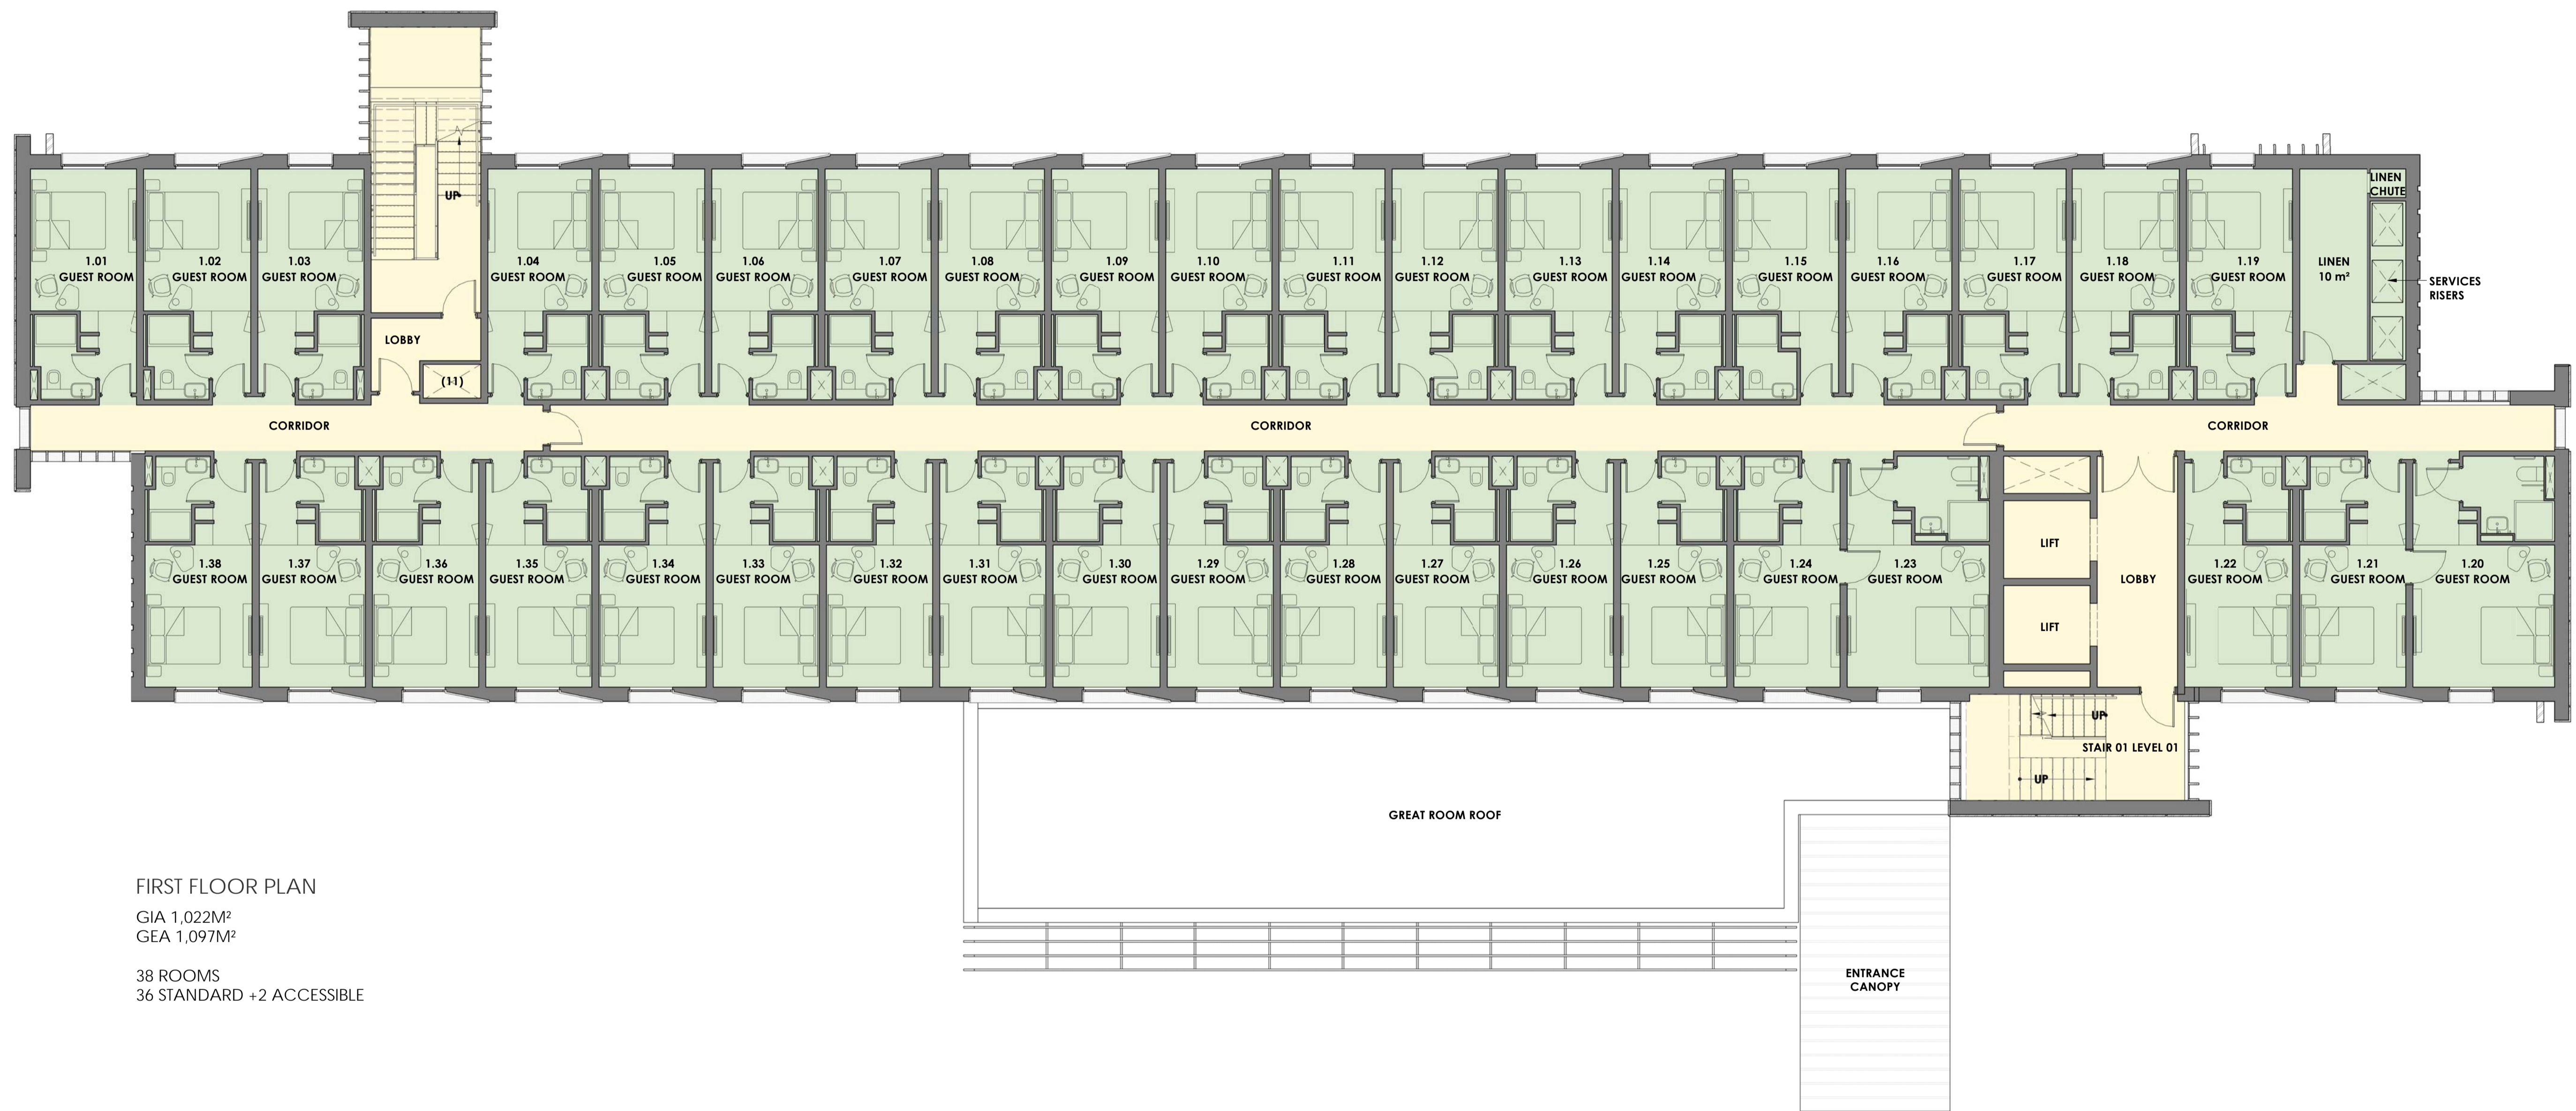 UP
LINEN
CHUTE
1.01
GUEST ROOM
1.02
GUEST ROOM
1.03
GUEST ROOM
1.04
GUEST ROOM
1.05
GUEST ROOM
1.06
GUEST ROOM
1.07
GUEST ROOM
1.08
GUEST ROOM
1.09
GUEST ROOM
1.10
GUEST ROOM
1.11
GUEST ROOM
1.12
GUEST ROOM
1.13
GUEST ROOM
1.14
GUEST ROOM
1.15
GUEST ROOM
1.16
GUEST ROOM
1.17
GUEST ROOM
1.18
GUEST ROOM
1.19
GUEST ROOM
LINEN
10 m²
SERVICES
RISERS
LOBBY
(11)
CORRIDOR
CORRIDOR
CORRIDOR
1.38
GUEST ROOM
1.37
GUEST ROOM
1.36
GUEST ROOM
1.35
GUEST ROOM
1.34
GUEST ROOM
1.33
GUEST ROOM
1.32
GUEST ROOM
1.31
GUEST ROOM
1.30
GUEST ROOM
1.29
GUEST ROOM
1.28
GUEST ROOM
1.27
GUEST ROOM
1.26
GUEST ROOM
1.25
GUEST ROOM
1.24
GUEST ROOM
1.23
GUEST ROOM
LIFT
LIFT
LOBBY
1.22
GUEST ROOM
1.21
GUEST ROOM
1.20
GUEST ROOM
UP
STAIR 01 LEVEL 01
UP
GREAT ROOM ROOF
ENTRANCE
CANOPY
FIRST FLOOR PLAN
GIA 1,022M²
GEA 1,097M²
38 ROOMS
36 STANDARD +2 ACCESSIBLE